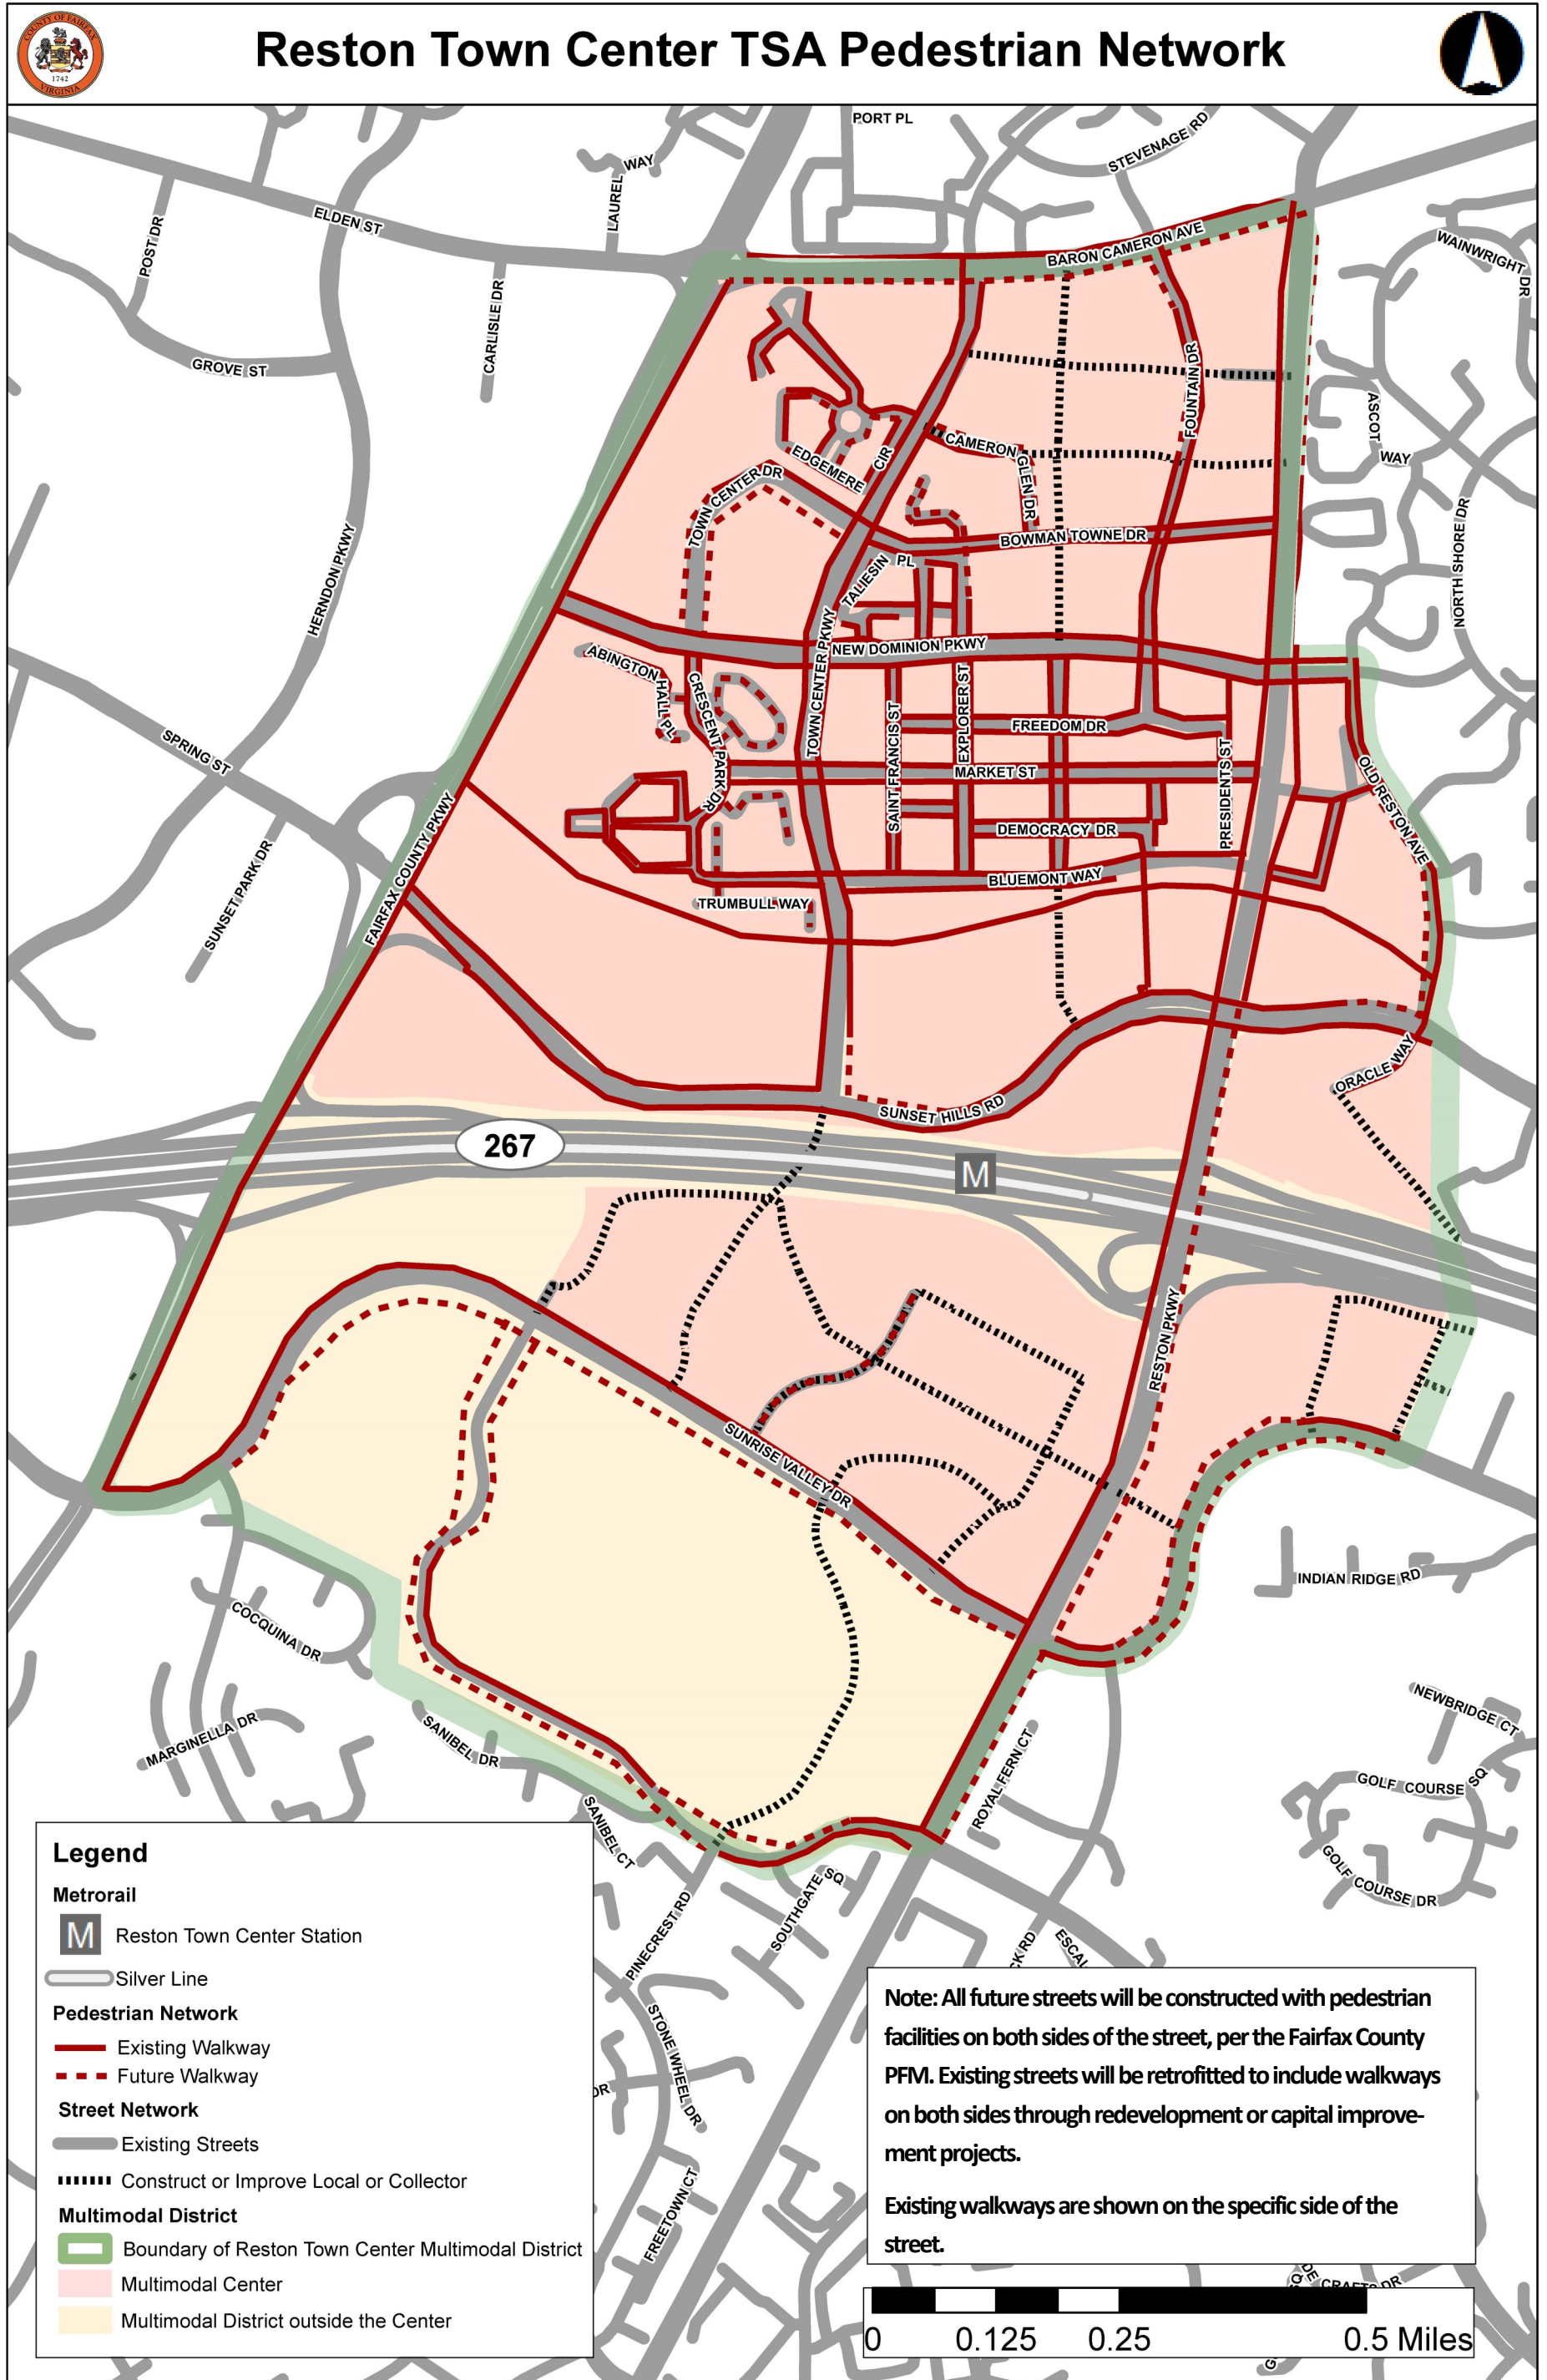 COUNTY OF FAIRFAX
1742
VIRGINIA
Reston Town Center TSA Pedestrian Network
PORT PL
STEVENAGE RD
LAUREL WAY
POST DR
ELDEN ST
BARON CAMERON AVE
WAINWRIGHT DR
CARLISLE DR
GROVE ST
FOUNTAIN DR
ASCOT WAY
CAMERON GLEN DR
EDGEMERE CIR
TOWN CENTER DR
NORTH SHORE DR
BOWMAN TOWNE DR
HERNDON PKWY
TALIESIN PL
NEW DOMINION PKWY
ABINGTON HALL PL
CRESCENT PARK DR
TOWN CENTER PKWY
SAINT FRANCIS ST
EXPLORER ST
FREEDOM DR
SPRING ST
MARKET ST
PRESIDENTS ST
OLD RESTON AVE
DEMOCRACY DR
SUNSET PARK DR
FAIRFAX COUNTY PKWY
BLUEMONT WAY
TRUMBULL WAY
ORACLE WAY
SUNSET HILLS RD
267
M
RESTON PKWY
SUNRISE VALLEY DR
INDIAN RIDGE RD
COCQUINA DR
NEWBRIDGE CT
MARGINELLA DR
SANIBEL DR
ROYAL FERN CT
GOLF COURSE SQ
SANIBEL CT
GOLF COURSE DR
SOUTHGATE SQ
PINECREST RD
CK RD
ESCAL
STONE WHEEL DR
DR
FREETOWN CT
Legend
Metrorail
M Reston Town Center Station
Silver Line
Pedestrian Network
Existing Walkway
Future Walkway
Street Network
Existing Streets
Construct or Improve Local or Collector
Multimodal District
Boundary of Reston Town Center Multimodal District
Multimodal Center
Multimodal District outside the Center
Note: All future streets will be constructed with pedestrian
facilities on both sides of the street, per the Fairfax County
PFM. Existing streets will be retrofitted to include walkways
on both sides through redevelopment or capital improve-
ment projects.
Existing walkways are shown on the specific side of the
street.
0 0.125 0.25 0.5 Miles